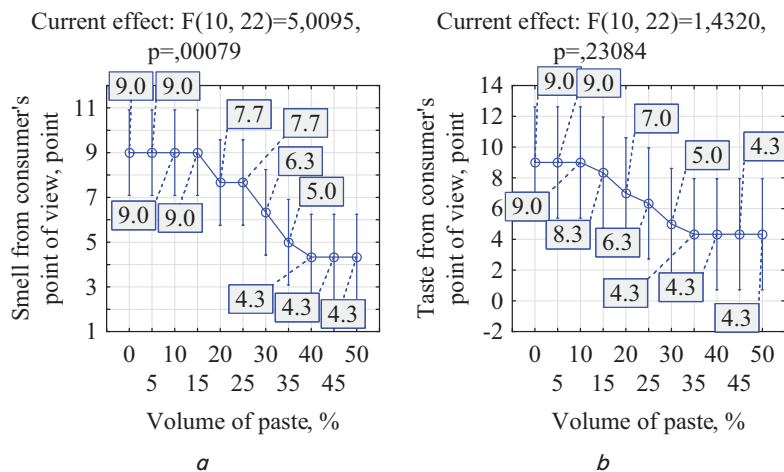 Current effect: F(10, 22)=5,0095,
p=,00079
9.0 9.0
7.7
7.7
6.3
5.0
9.0
9.0
4.3
4.3
4.3
11
9
7
5
3
1
Smell from consumer's
point of view, point
0 10 20 30 40 50
5 15 25 35 45
Volume of paste, %
a
Current effect: F(10, 22)=1,4320,
p=,23084
9.0 9.0
7.0
5.0
4.3
9.0
8.3
6.3
4.3
4.3
4.3
14
12
10
8
6
4
2
0
-2
Taste from consumer's
point of view, point
0 10 20 30 40 50
5 15 25 35 45
Volume of paste, %
b